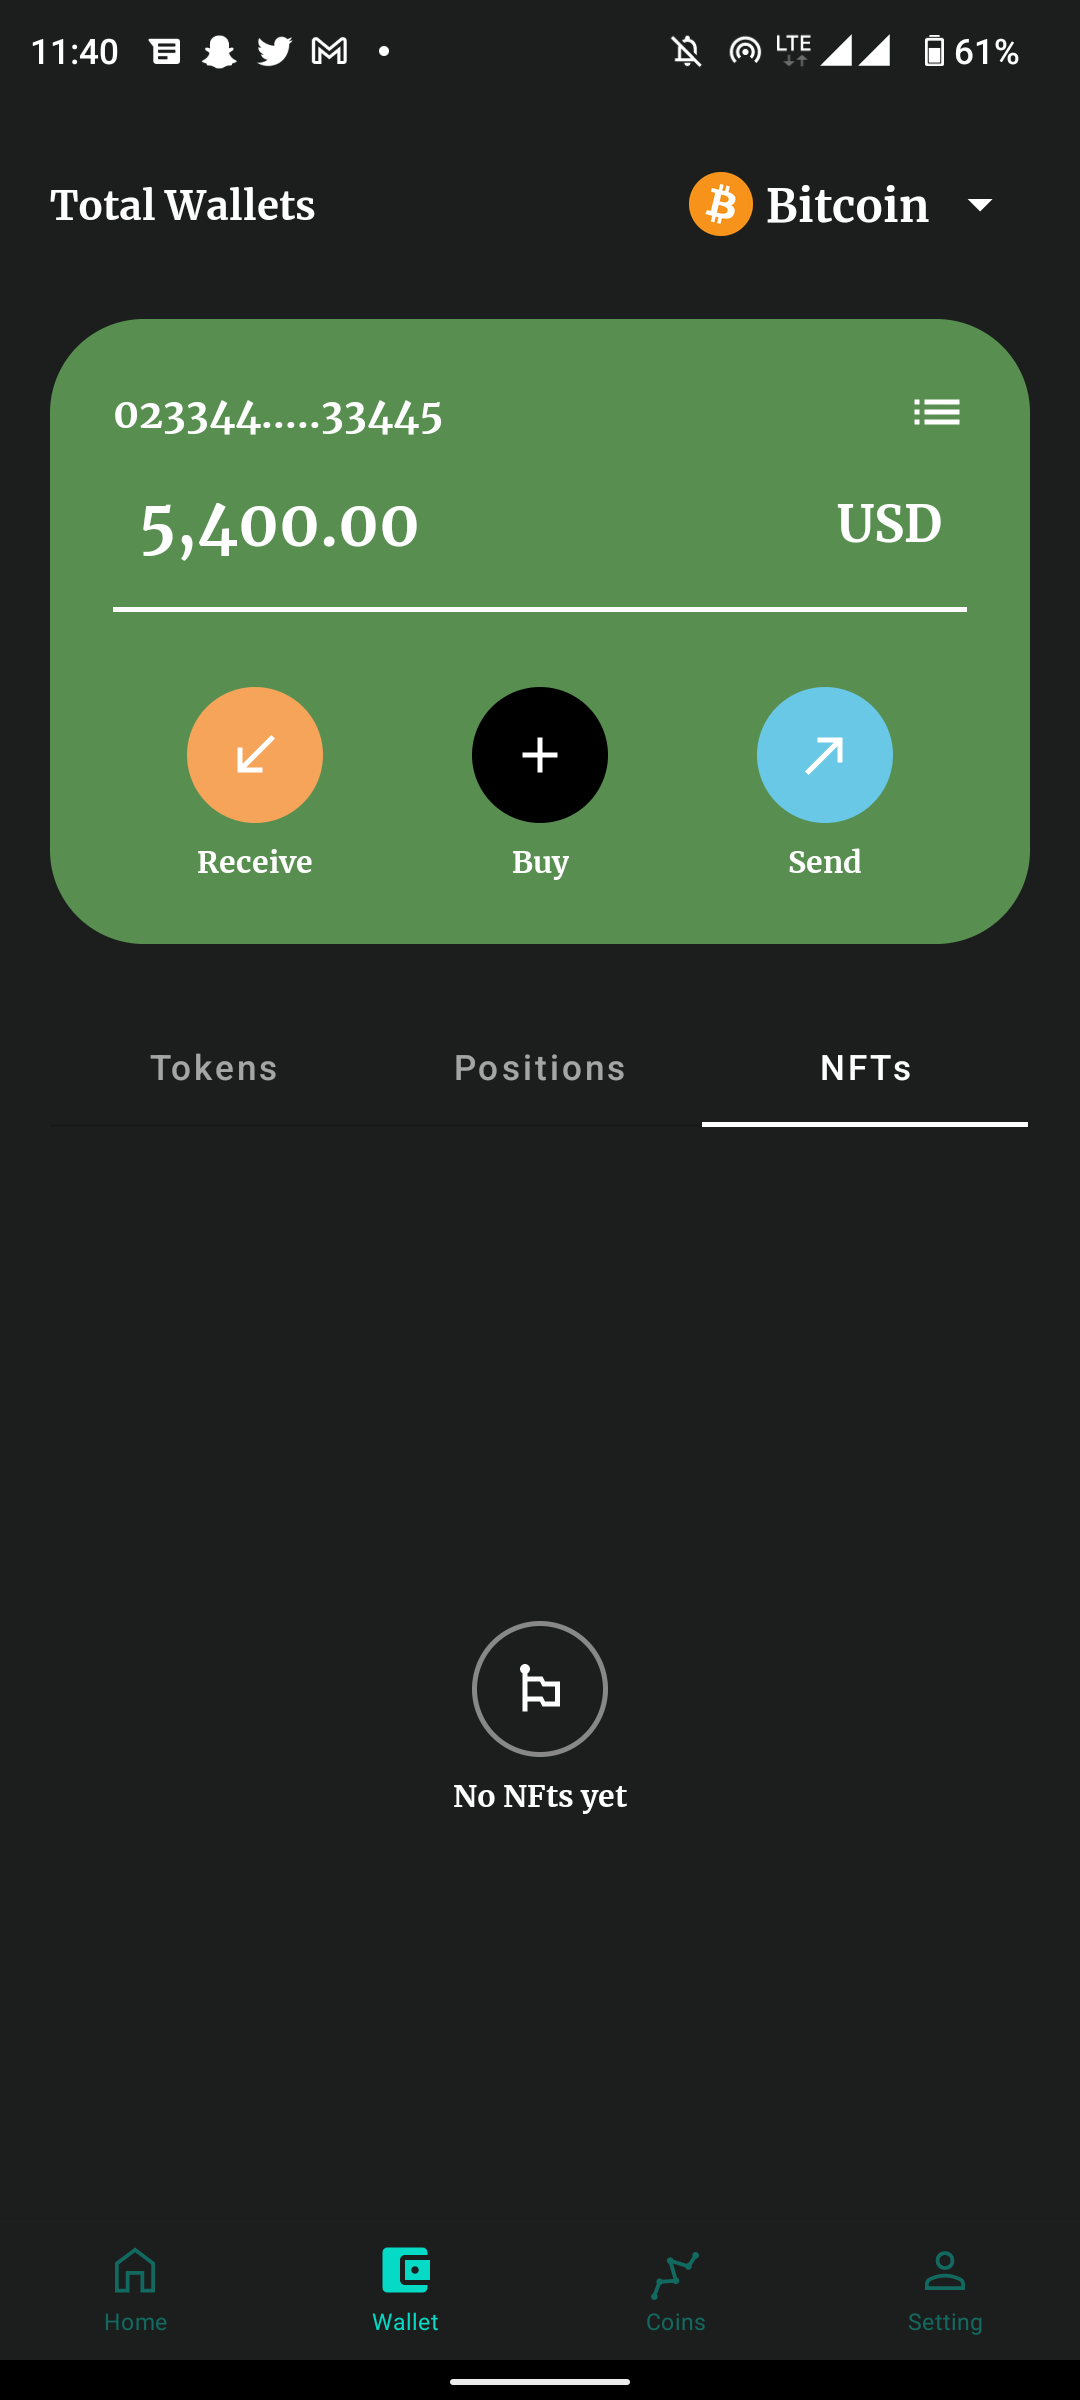 11:40
LTE
61%
Total Wallets
Bitcoin
023344.....33445
5,400.00
USD
Receive
Buy
Send
Tokens
Positions
NFTs
No NFts yet
Home
Wallet
Coins
Setting